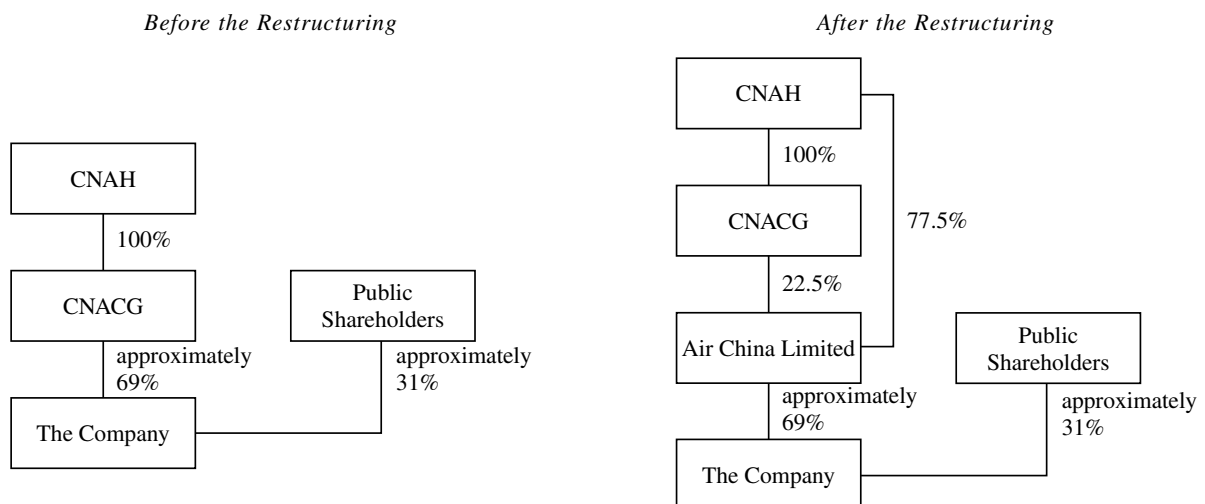 Before the Restructuring
CNAH
100%
CNACG
Public
Shareholders
approximately
69%
approximately
31%
The Company
After the Restructuring
CNAH
100%
77.5%
CNACG
22.5%
Air China Limited
Public
Shareholders
approximately
69%
approximately
31%
The Company